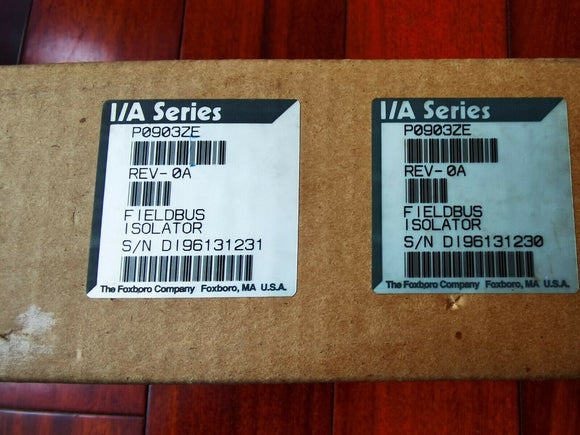 I/A Series
P0903ZE
REV-0A
FIELDBUS
ISOLATOR
S/N DI96131231
The Foxboro Company Foxboro, MA U.S.A.
I/A Series
P0903ZE
REV-0A
FIELDBUS
ISOLATOR
S/N DI96131230
The Foxboro Company Foxboro, MA U.S.A.